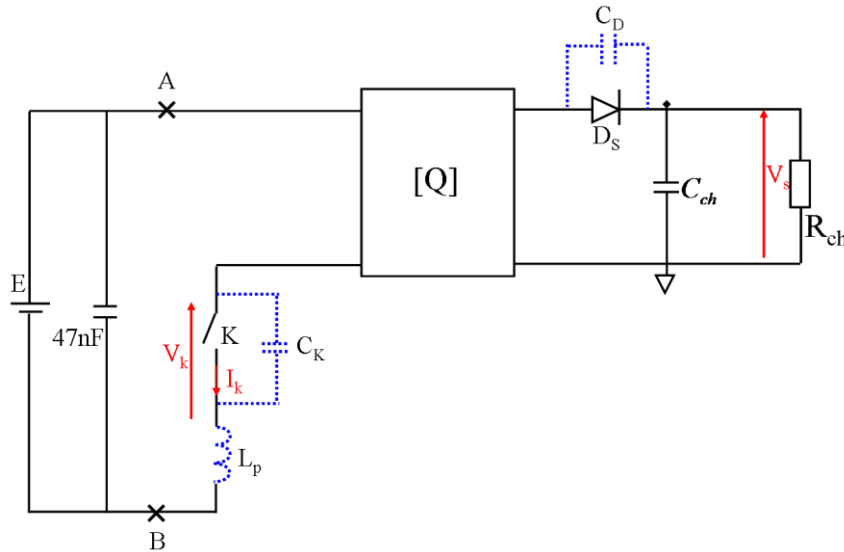 C_D
A
D_S
[Q]
V_s
C_ch
R_ch
E
47nF
K
V_k
C_K
I_k
L_p
B